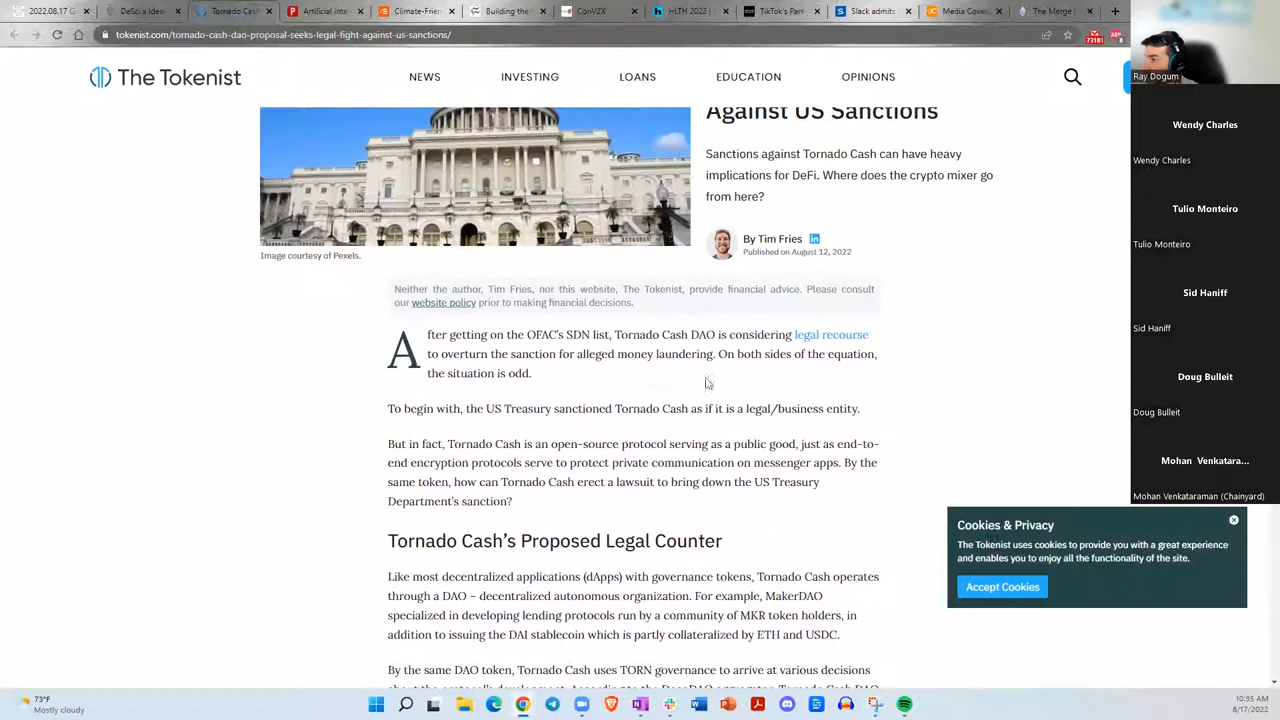 2022.08.17 G
DeSci.x Ideato
Tornado Cash
Patient
Climate-Frien
Building the
ConV2X
HLTH 2022
TikTok's Pare
Slack admits
Media Covera
The Merge |
tokenist.com/tornado-cash-dao-proposal-seeks-legal-fight-against-us-sanctions/
73181
The Tokenist
NEWS
INVESTING
LOANS
EDUCATION
OPINIONS
Against US Sanctions
Sanctions against Tornado Cash can have heavy
implications for DeFi. Where does the crypto mixer go
from here?
By Tim Fries
Published on August 12, 2022
Image courtesy of Pexels.
Neither the author, Tim Fries, nor this website, The Tokenist, provide financial advice. Please consult
our website policy prior to making financial decisions.
After getting on the OFAC's SDN list, Tornado Cash DAO is considering legal recourse
to overturn the sanction for alleged money laundering. On both sides of the equation,
the situation is odd.
To begin with, the US Treasury sanctioned Tornado Cash as if it is a legal/business entity.
But in fact, Tornado Cash is an open-source protocol serving as a public good, just as end-to-
end encryption protocols serve to protect private communication on messenger apps. By the
same token, how can Tornado Cash erect a lawsuit to bring down the US Treasury
Department's sanction?
Tornado Cash's Proposed Legal Counter
Like most decentralized applications (dApps) with governance tokens, Tornado Cash operates
through a DAO – decentralized autonomous organization. For example, MakerDAO
specialized in developing lending protocols run by a community of MKR token holders, in
addition to issuing the DAI stablecoin which is partly collateralized by ETH and USDC.
By the same DAO token, Tornado Cash uses TORN governance to arrive at various decisions
Cookies & Privacy
The Tokenist uses cookies to provide you with a great experience
and enables you to enjoy all the functionality of the site.
Accept Cookies
Ray Dogum
Wendy Charles
Wendy Charles
Tulio Monteiro
Tulio Monteiro
Sid Haniff
Sid Haniff
Doug Bulleit
Doug Bulleit
Mohan Venkatara...
Mohan Venkataraman (Chainyard)
73°F
Mostly cloudy
10:35 AM
8/17/2022